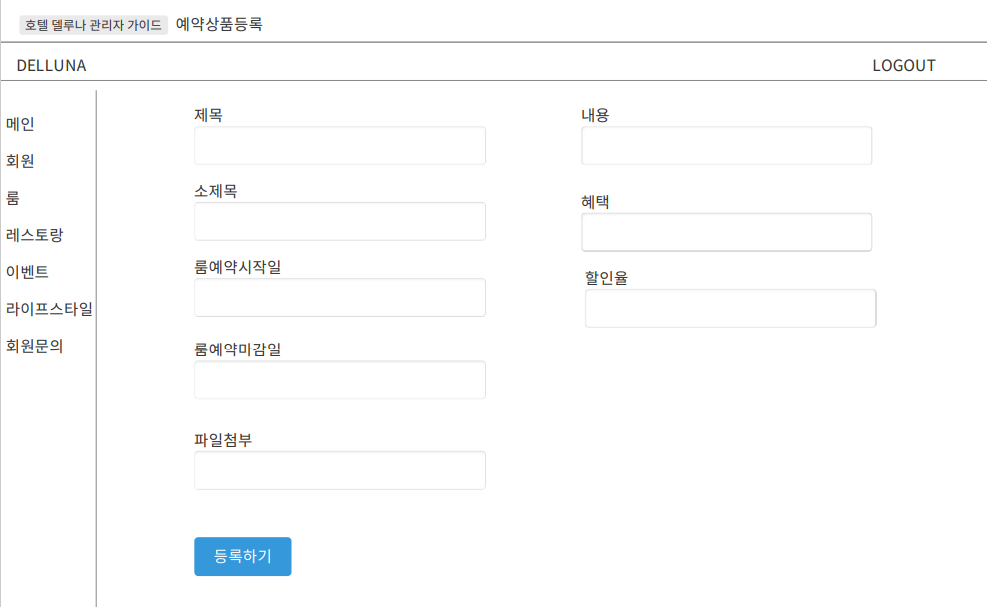 호텔 델루나 관리자 가이드 예약상품등록
DELLUNA LOGOUT
메인
회원
룸
레스토랑
이벤트
라이프스타일
회원문의
제목
소제목
룸예약시작일
룸예약미감일
파일첨부
등록하기
내용
혜택
할인율